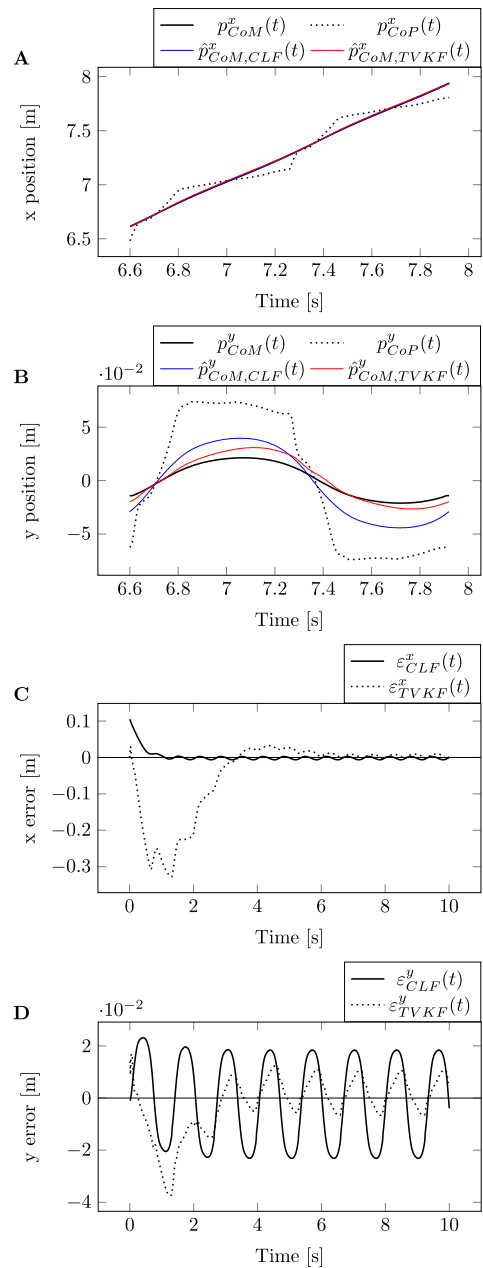 A
p^x_{CoM}(t) p^x_{CoP}(t)
p̂^x_{CoM,CLF}(t) p̂^x_{CoM,TVKF}(t)
x position [m]
8
7.5
7
6.5
6.6 6.8 7 7.2 7.4 7.6 7.8 8
Time [s]
B
p^y_{CoM}(t) p^y_{CoP}(t)
p̂^y_{CoM,CLF}(t) p̂^y_{CoM,TVKF}(t)
·10^{−2}
y position [m]
5
0
−5
6.6 6.8 7 7.2 7.4 7.6 7.8 8
Time [s]
C
ε^x_{CLF}(t)
ε^x_{TVKF}(t)
x error [m]
0.1
0
−0.1
−0.2
−0.3
0 2 4 6 8 10
Time [s]
D
ε^y_{CLF}(t)
ε^y_{TVKF}(t)
·10^{−2}
y error [m]
2
0
−2
−4
0 2 4 6 8 10
Time [s]